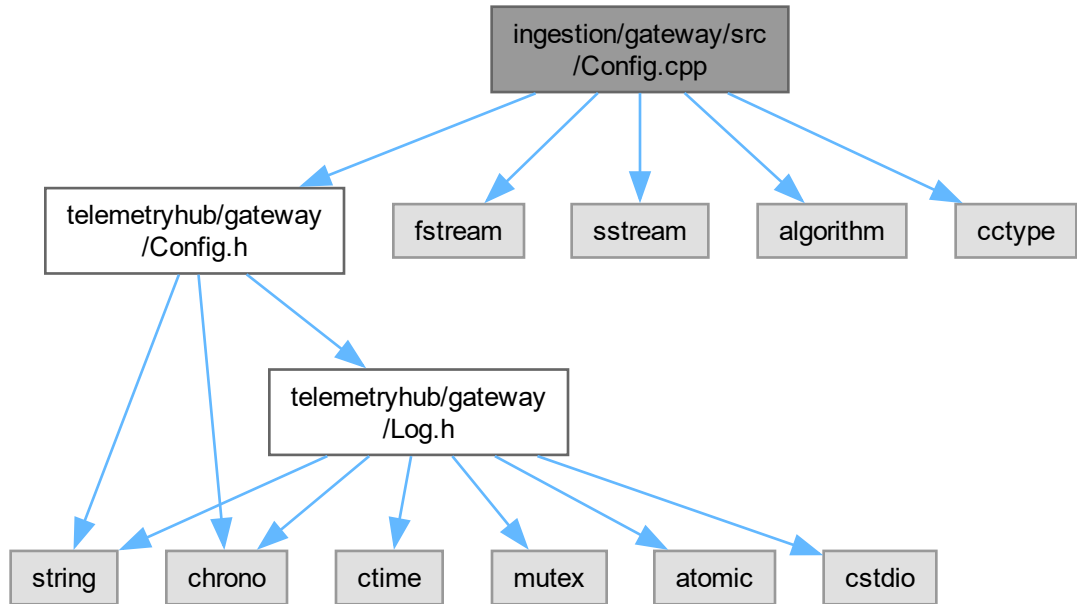 ingestion/gateway/src
/Config.cpp
telemetryhub/gateway
/Config.h
fstream
sstream
algorithm
cctype
telemetryhub/gateway
/Log.h
string
chrono
ctime
mutex
atomic
cstdio